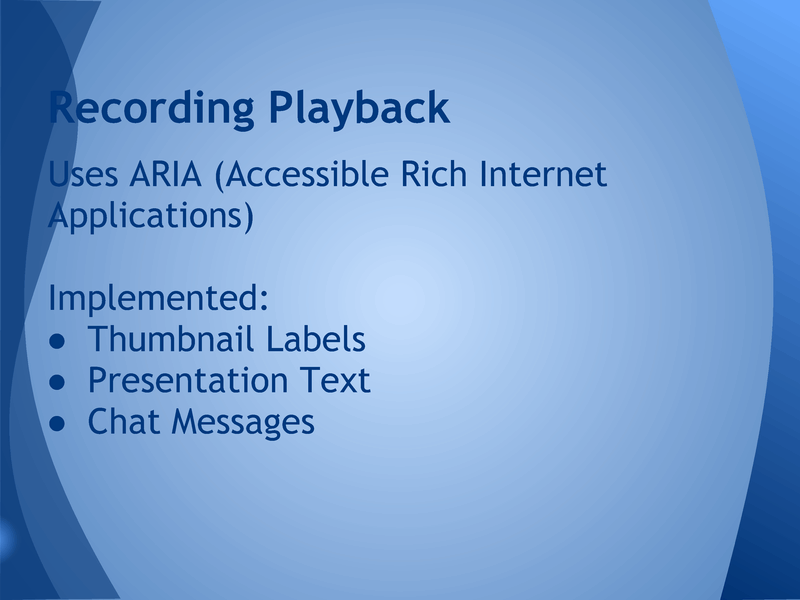 Recording Playback
Uses ARIA (Accessible Rich Internet
Applications)
Implemented:
● Thumbnail Labels
● Presentation Text
● Chat Messages